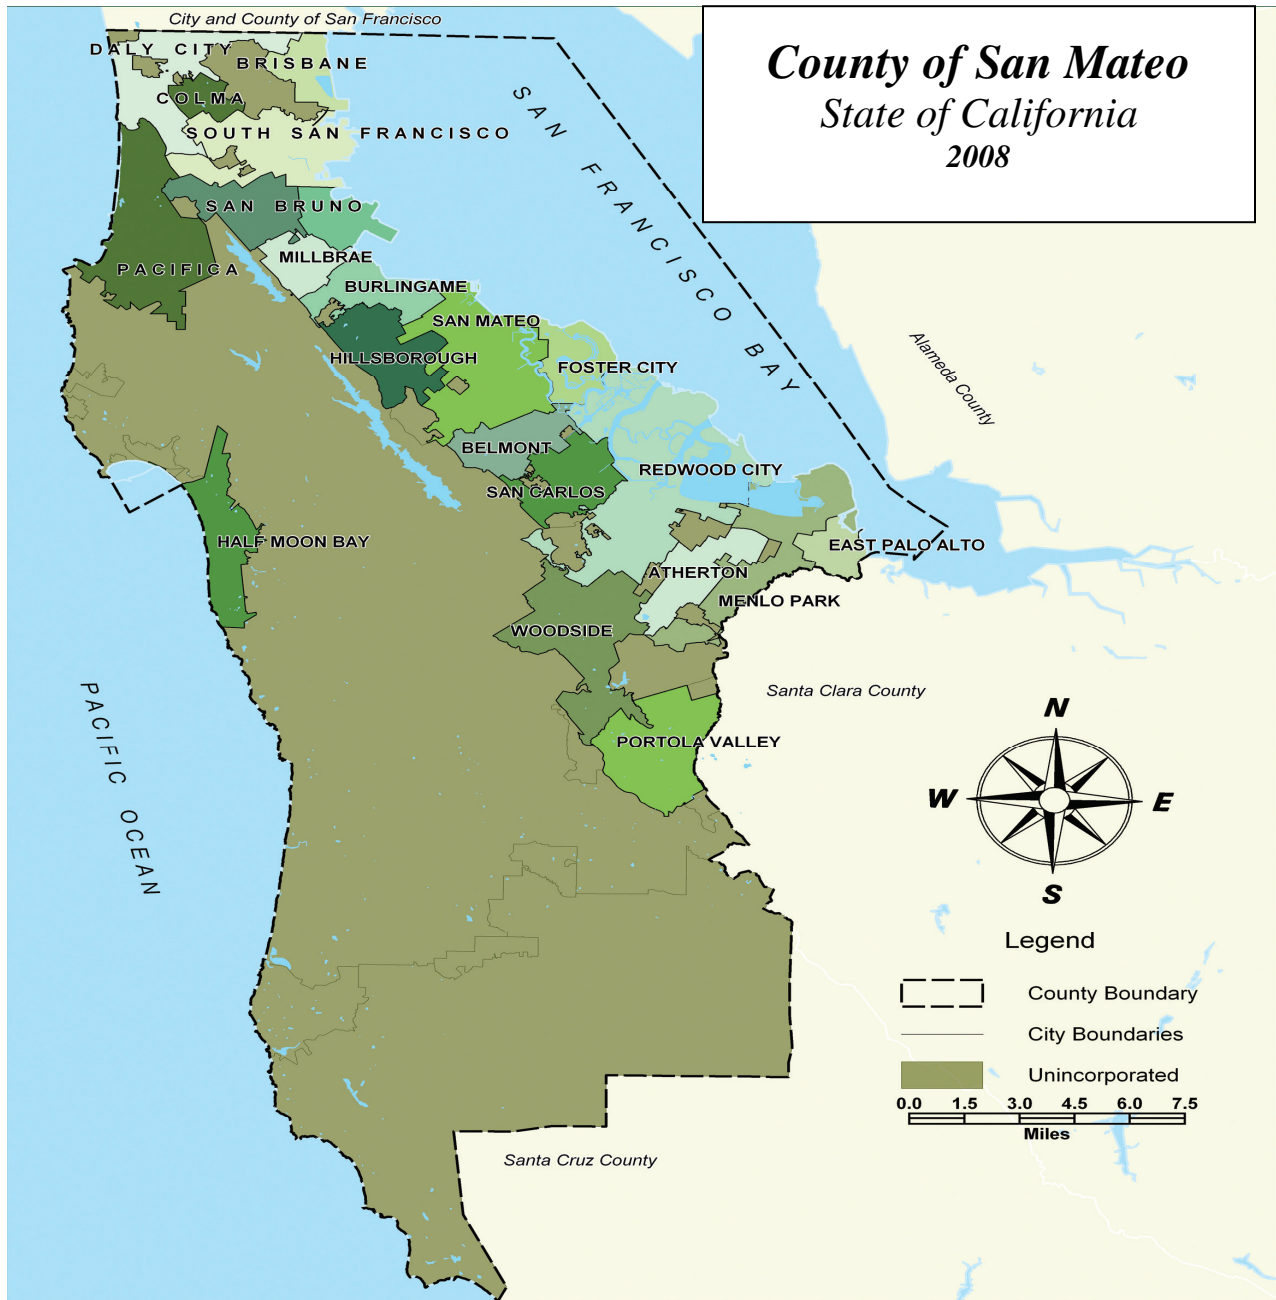 City and County of San Francisco
County of San Mateo
State of California
2008
DALY CITY
BRISBANE
COLMA
SOUTH SAN FRANCISCO
SAN FRANCISCO BAY
SAN BRUNO
MILLBRAE
PACIFICA
BURLINGAME
SAN MATEO
HILLSBOROUGH
FOSTER CITY
Alameda County
BELMONT
REDWOOD CITY
SAN CARLOS
HALF MOON BAY
EAST PALO ALTO
ATHERTON
MENLO PARK
WOODSIDE
Santa Clara County
PORTOLA VALLEY
PACIFIC OCEAN
N
W
E
S
Legend
County Boundary
City Boundaries
Unincorporated
0.0 1.5 3.0 4.5 6.0 7.5
Miles
Santa Cruz County